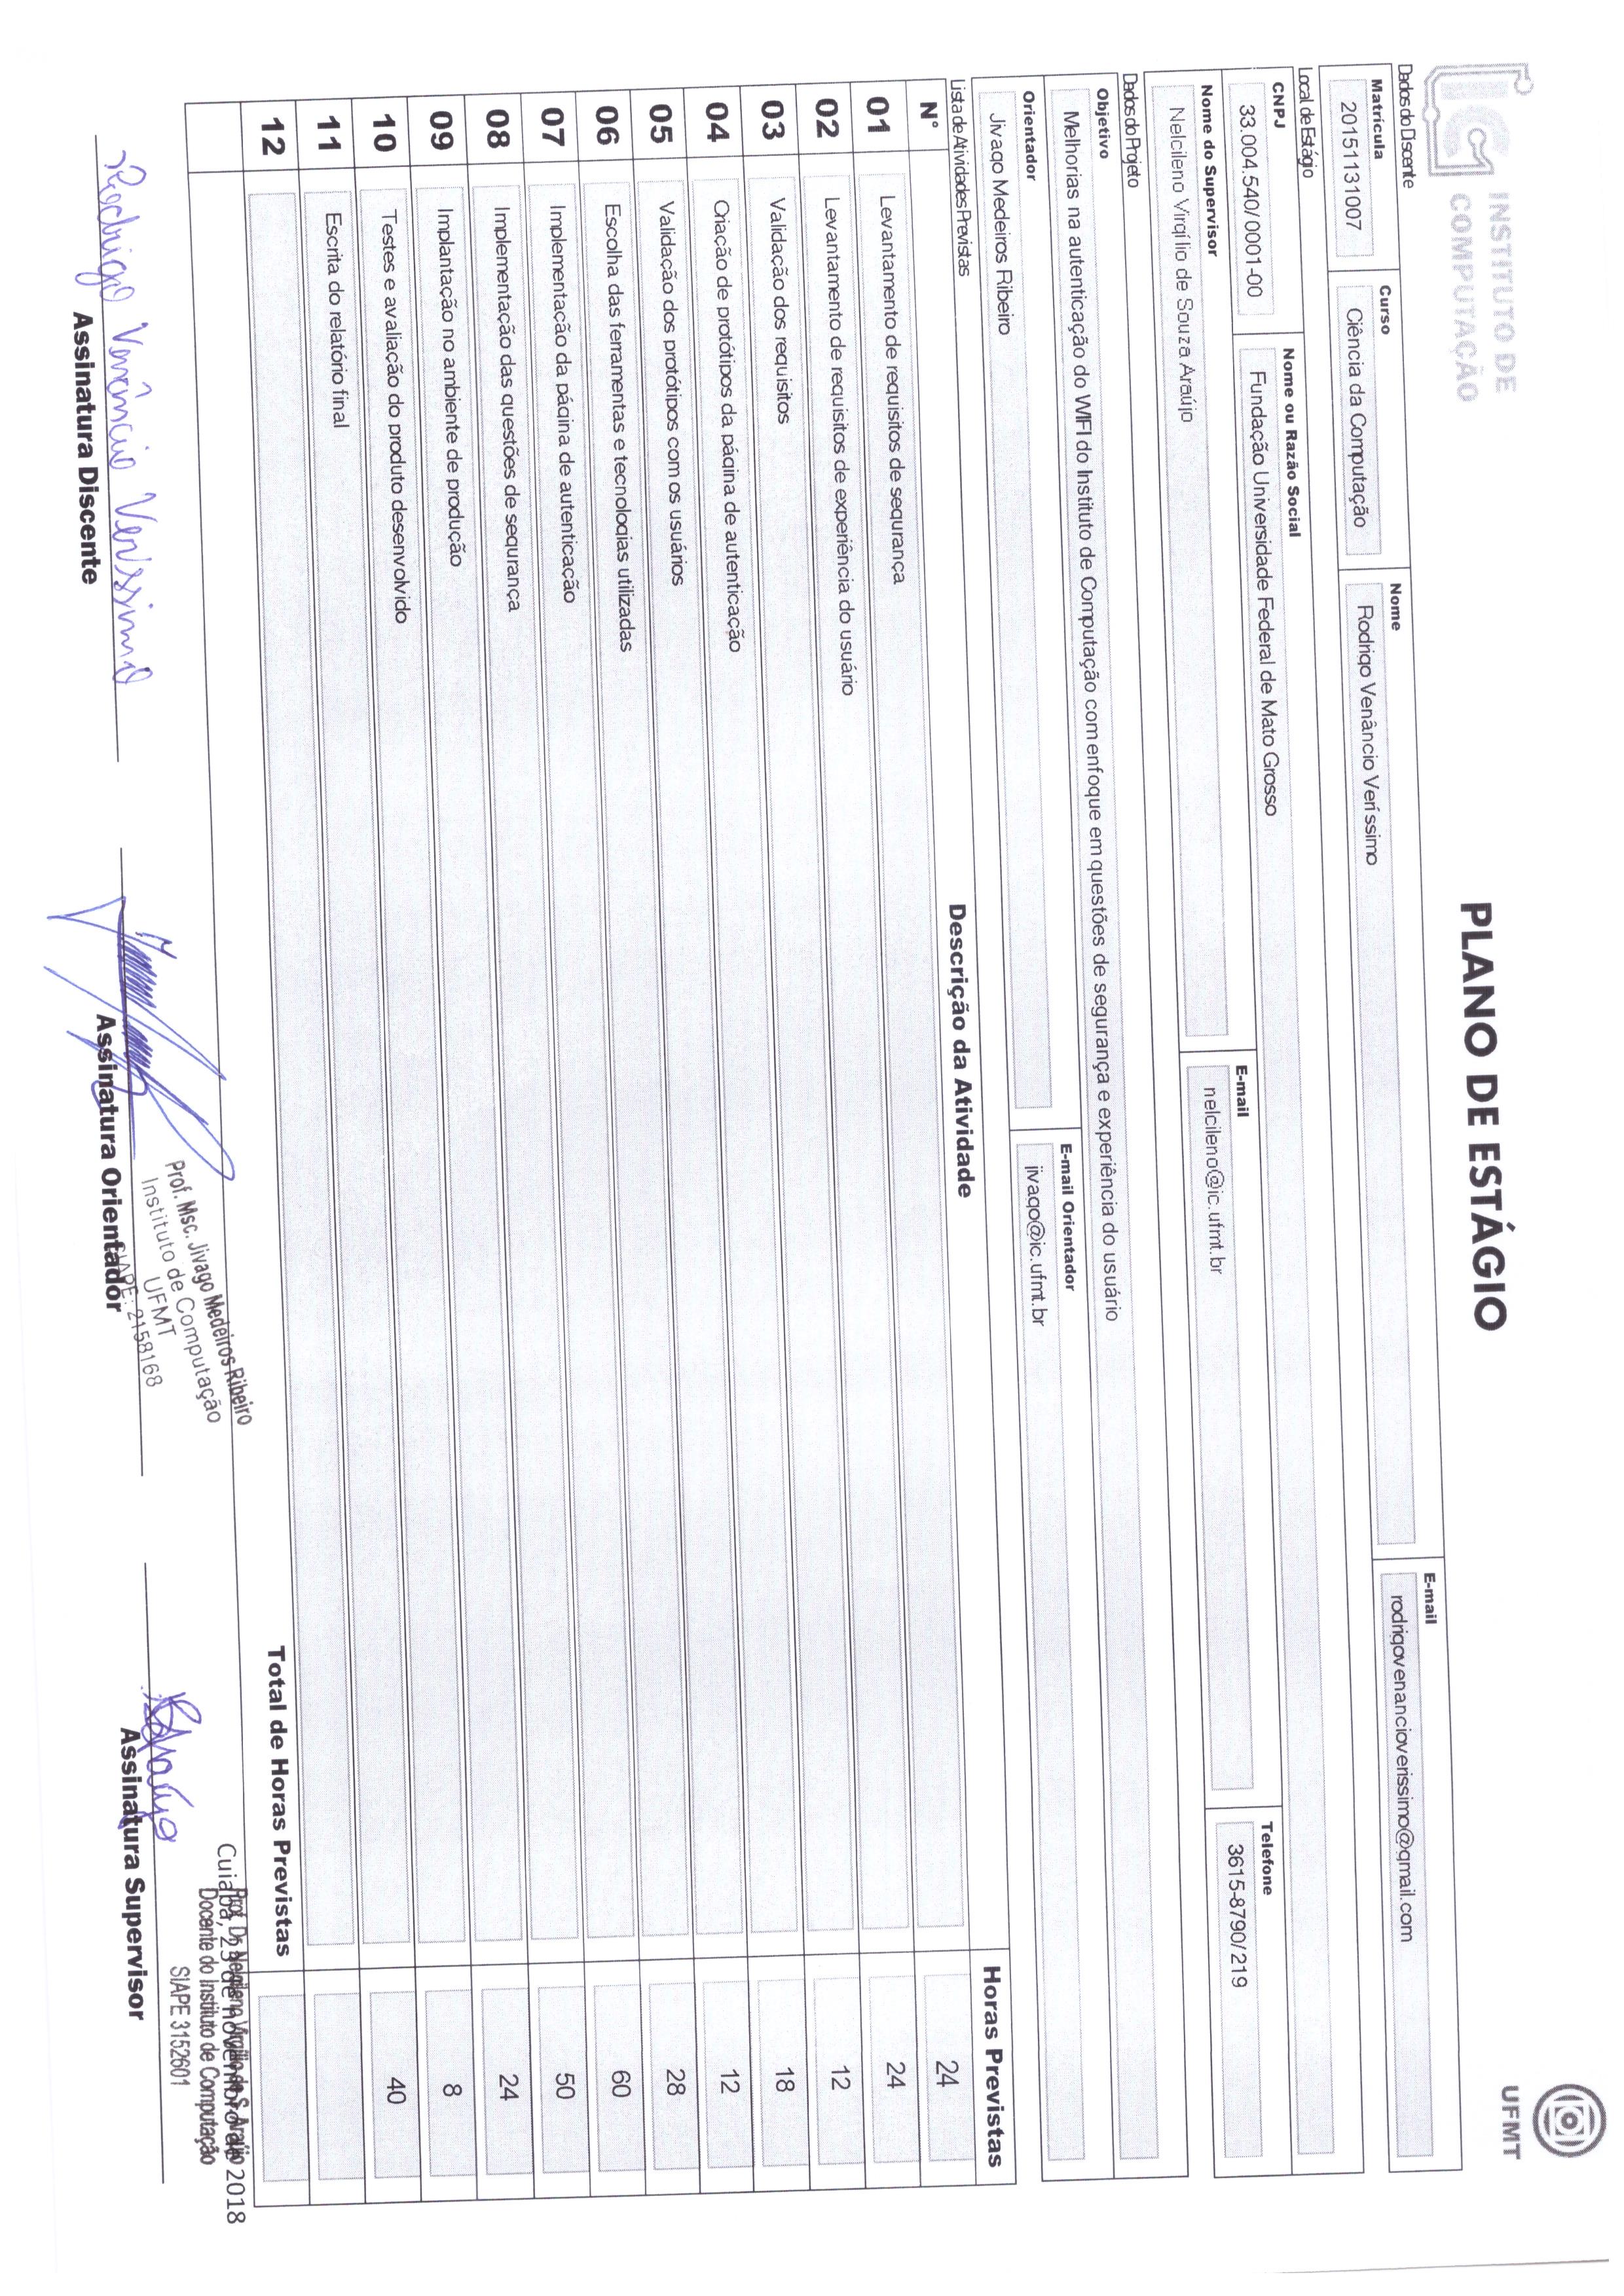 INSTITUTO DE
COMPUTAÇÃO
PLANO DE ESTÁGIO
UFMT
Dados do Discente
Matrícula
Curso
Nome
E-mail
20151131007
Ciência da Computação
Rodrigo Venâncio Veríssimo
rodrigovenancioverissimo@gmail.com
Local de Estágio
CNPJ
Nome ou Razão Social
33.004.540/0001-00
Fundação Universidade Federal de Mato Grosso
Nome do Supervisor
E-mail
Telefone
Nelcileno Virgílio de Souza Araújo
nelcileno@ic.ufmt.br
3615-8790/219
Dados do Projeto
Objetivo
Melhorias na autenticação do WIFI do Instituto de Computação com enfoque em questões de segurança e experiência do usuário
Orientador
E-mail Orientador
Jivago Medeiros Ribeiro
jivago@ic.ufmt.br
Lista de Atividades Previstas
N° Descrição da Atividade Horas Previstas
01 Levantamento de requisitos de segurança 24
02 Levantamento de requisitos de experiência do usuário 24
03 Validação dos requisitos 12
04 Criação de protótipos da página de autenticação 18
05 Validação dos protótipos com os usuários 12
06 Escolha das ferramentas e tecnologias utilizadas 28
07 Implementação da página de autenticação 60
08 Implementação das questões de segurança 50
09 Implantação no ambiente de produção 24
10 Testes e avaliação do produto desenvolvido 8
11 Escrita do relatório final 40
12
Total de Horas Previstas
Cuiabá, 23 de novembro de 2018
Prof. Dr. Nelcileno Virgílio de S. Araújo
Docente do Instituto de Computação
SIAPE 3152601
Prof. Msc. Jivago Medeiros Ribeiro
Instituto de Computação
UFMT
SIAPE: 2158168
Rodrigo Venâncio Veríssimo
Assinatura Discente
Assinatura Orientador
Assinatura Supervisor